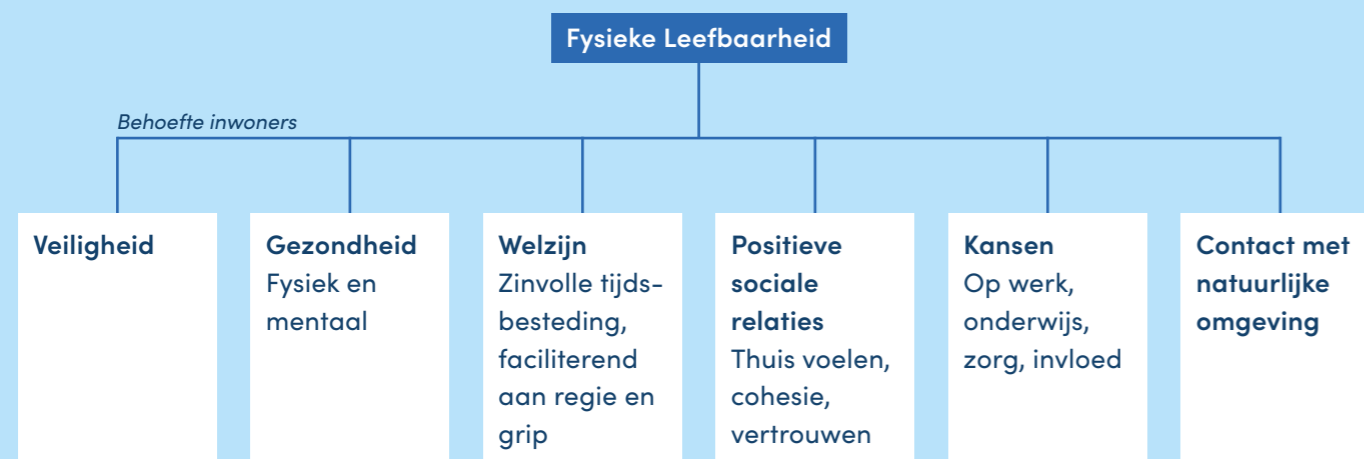 Fysieke Leefbaarheid
Behoefte inwoners
Veiligheid
Gezondheid
Fysiek en
mentaal
Welzijn
Zinvolle tijds-
besteding,
faciliterend
aan regie en
grip
Positieve
sociale
relaties
Thuis voelen,
cohesie,
vertrouwen
Kansen
Op werk,
onderwijs,
zorg, invloed
Contact met
natuurlijke
omgeving